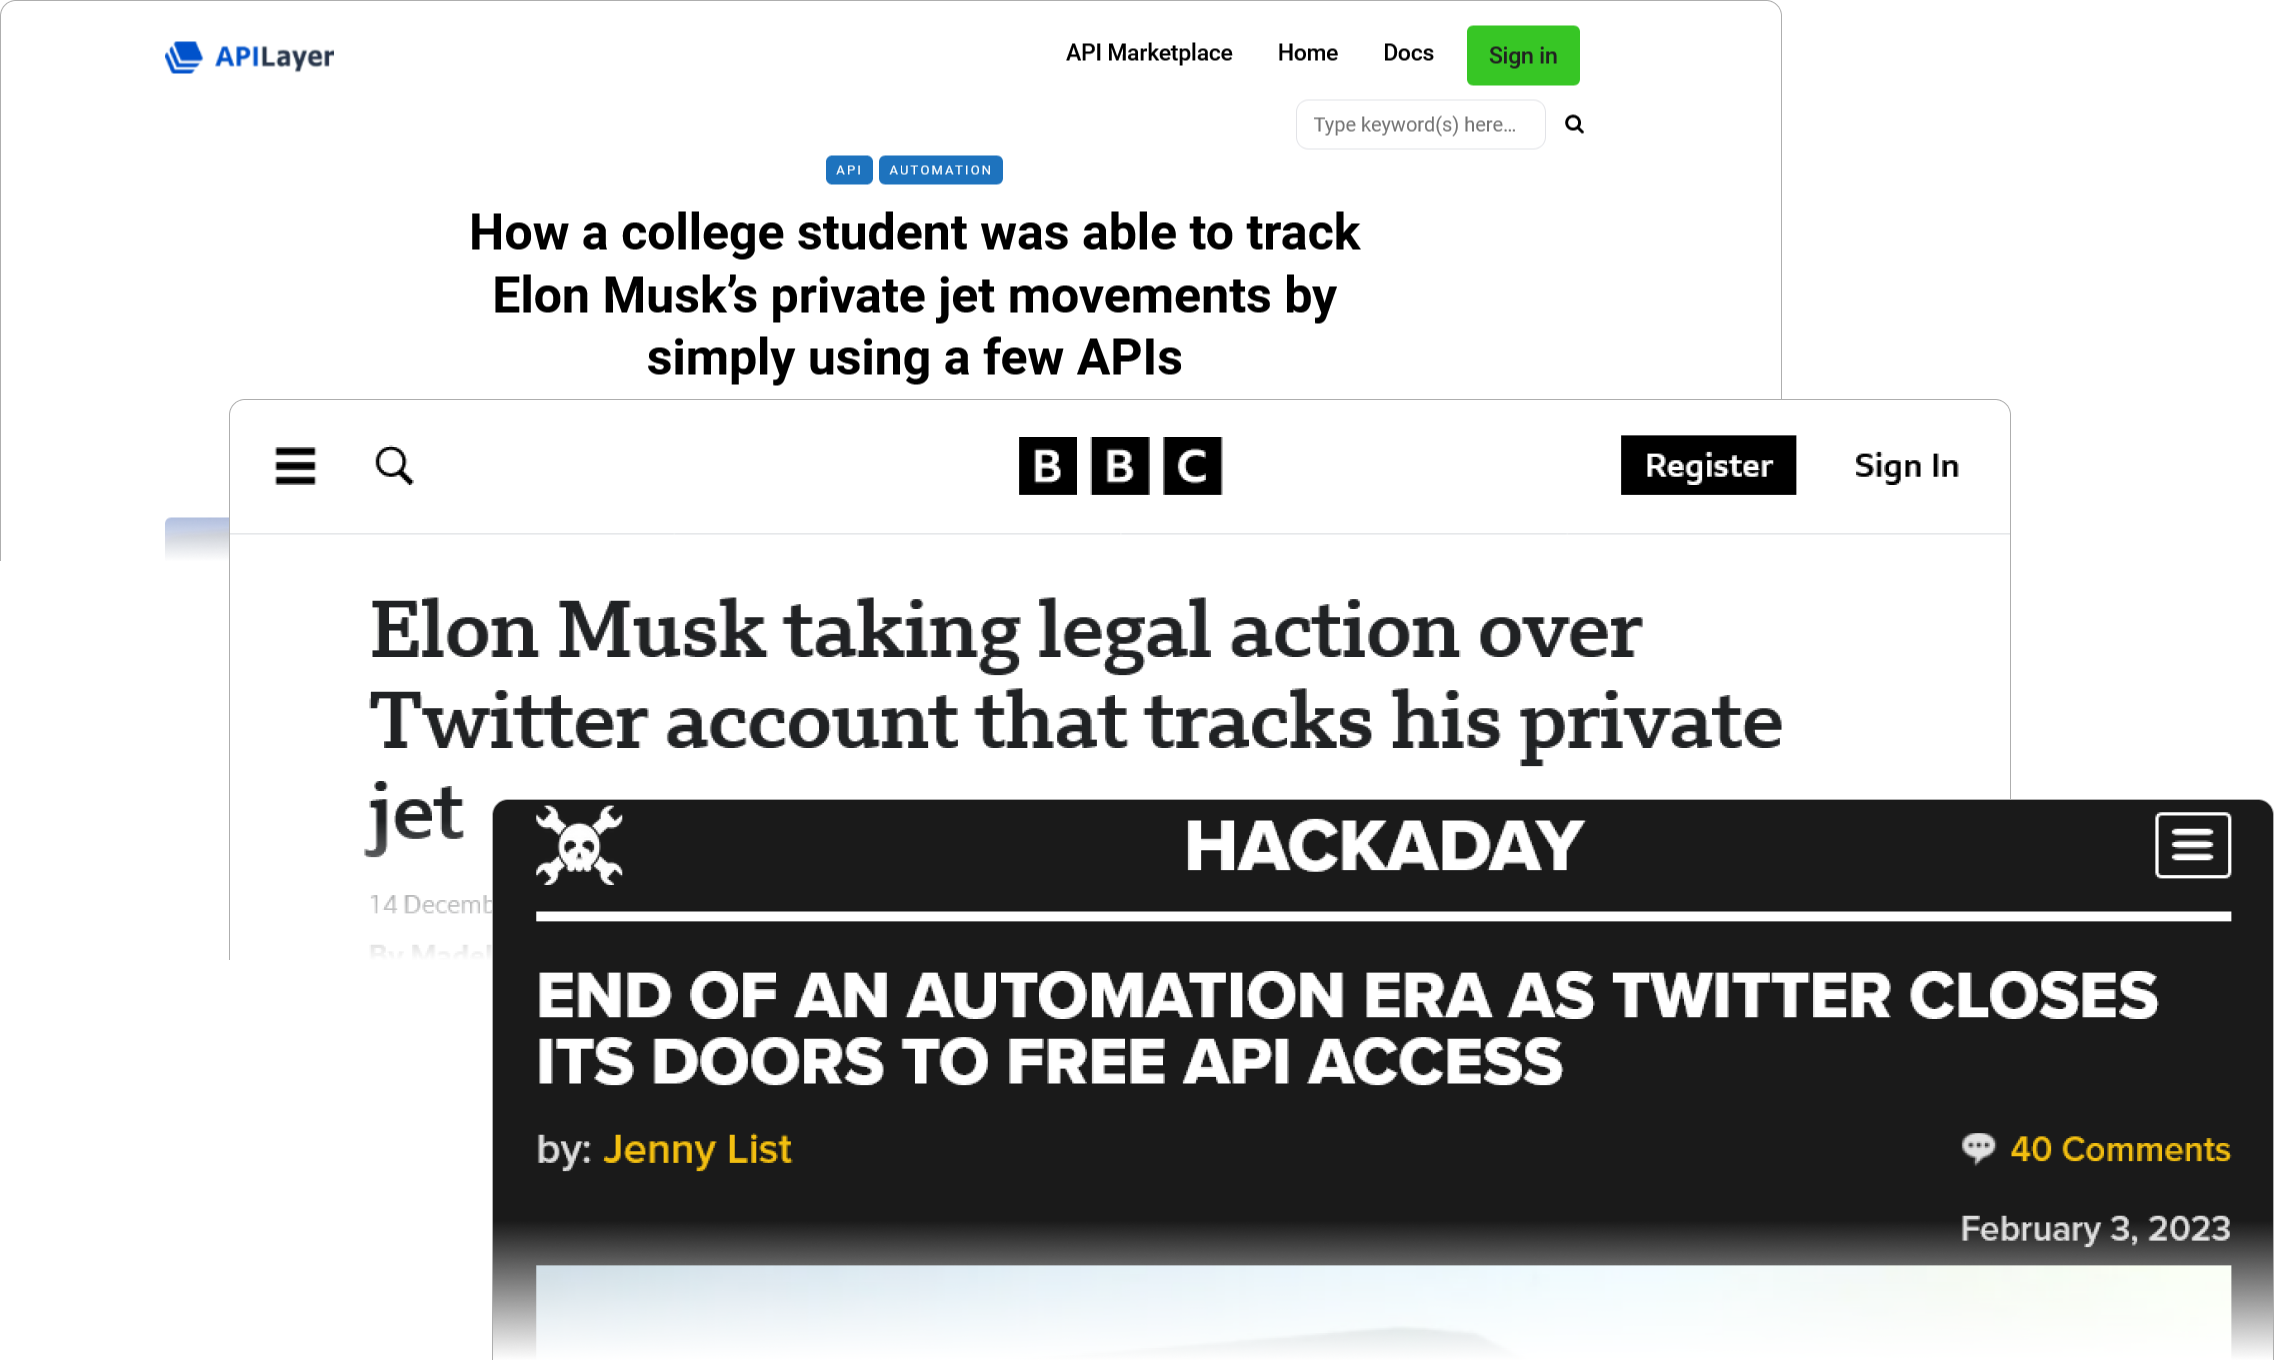 APILayer
API Marketplace Home Docs Sign in
Type keyword(s) here...
API AUTOMATION
How a college student was able to track
Elon Musk’s private jet movements by
simply using a few APIs
BBC
Register Sign In
Elon Musk taking legal action over
Twitter account that tracks his private
jet
14 Decemb
By Madel
HACKADAY
END OF AN AUTOMATION ERA AS TWITTER CLOSES
ITS DOORS TO FREE API ACCESS
by: Jenny List
40 Comments
February 3, 2023